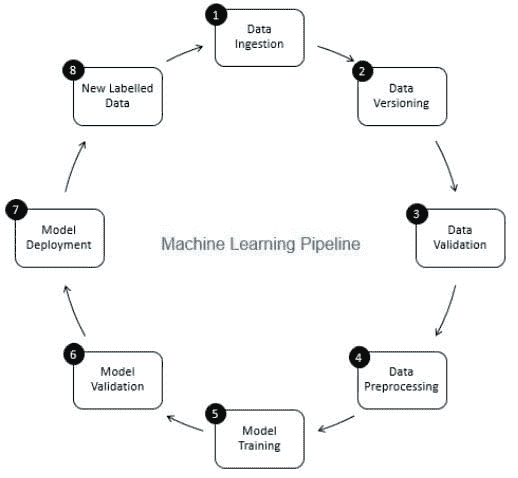 1
Data
Ingestion
2
Data
Versioning
3
Data
Validation
4
Data
Preprocessing
5
Model
Training
6
Model
Validation
7
Model
Deployment
8
New Labelled
Data
Machine Learning Pipeline